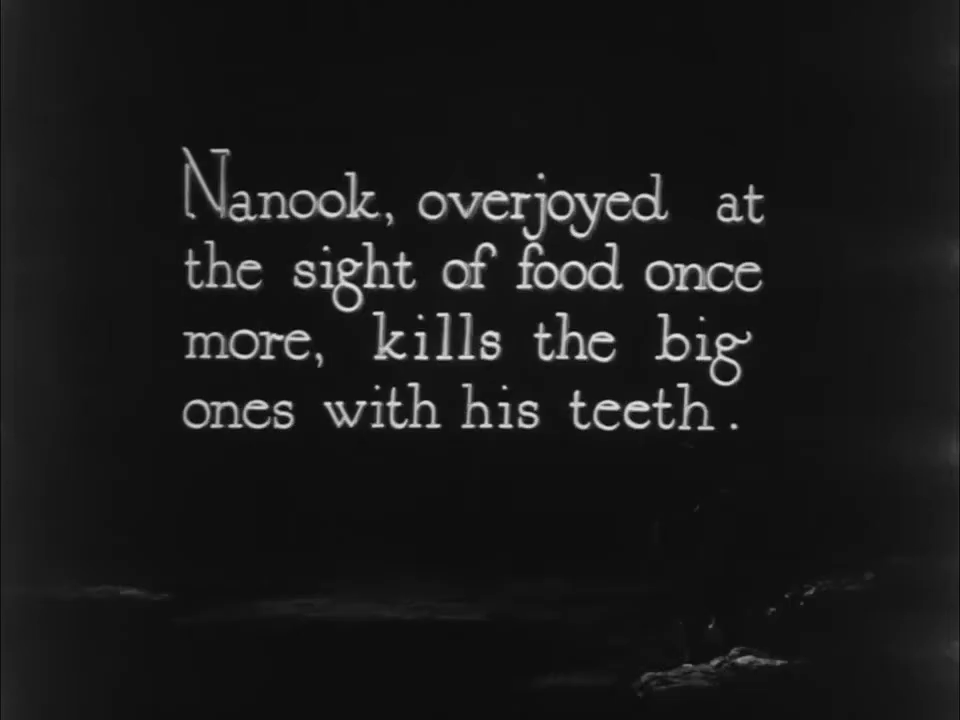 Nanook, overjoyed at
the sight of food once
more, kills the big
ones with his teeth.